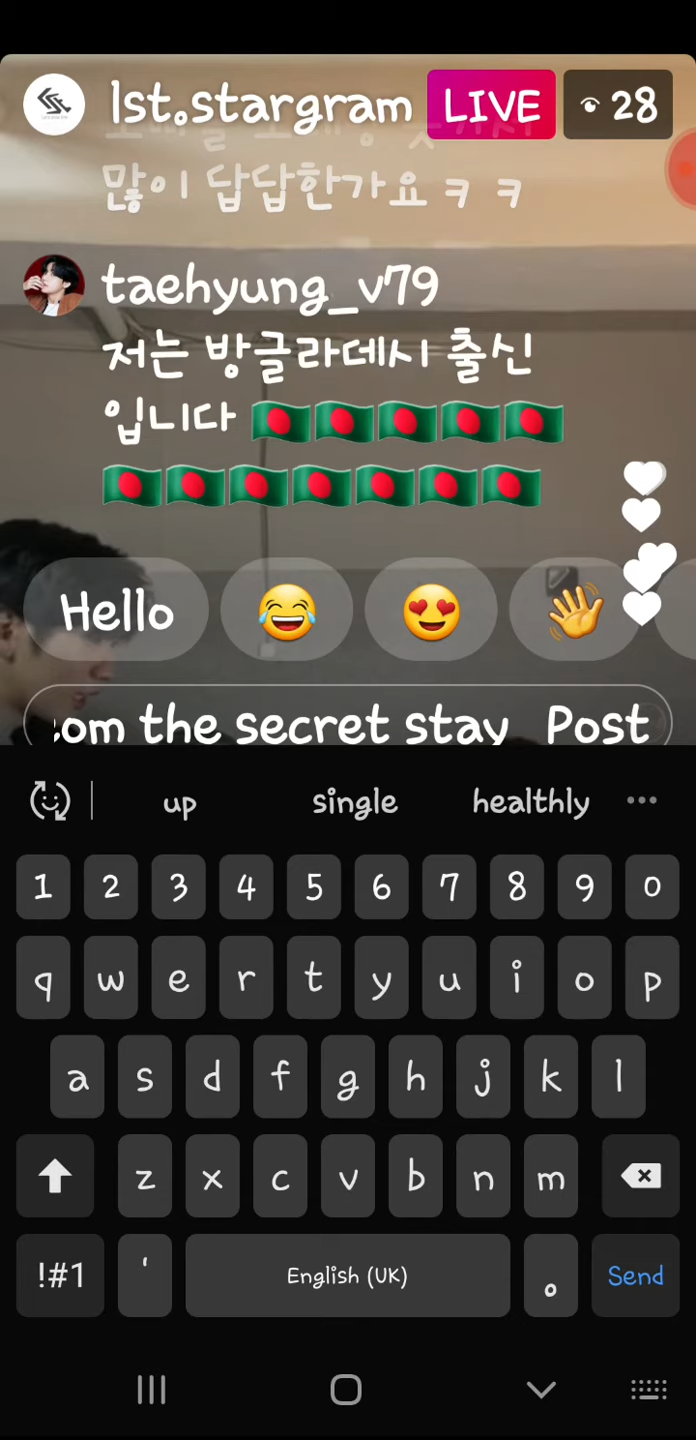 lst.stargram LIVE 28
많이 답답한가요ㅋㅋ
taehyung_v79
저는 방글라데시 출신
입니다
Hello
om the secret stay Post
up single healthly
1 2 3 4 5 6 7 8 9 0
q w e r t y u i o p
a s d f g h j k l
z x c v b n m
!#1 ' English (UK) . Send